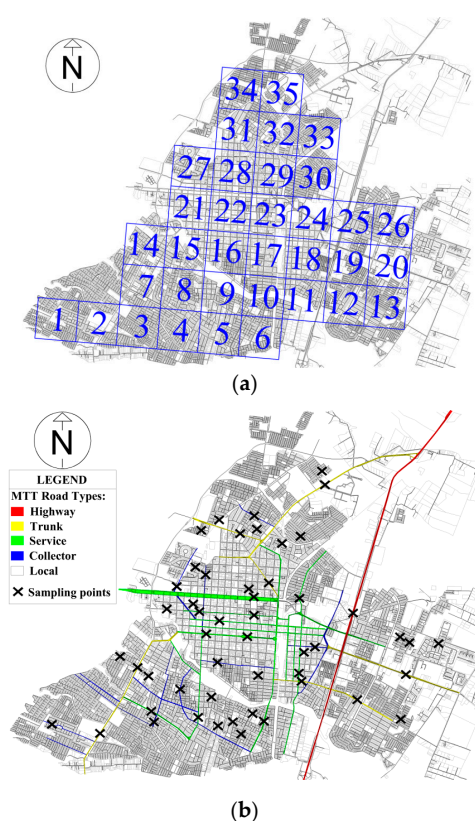 N
34 35
31 32 33
27 28 29 30
21 22 23 24 25 26
14 15 16 17 18 19 20
7 8 9 10 11 12 13
1 2 3 4 5 6
(a)
N
LEGEND
MTT Road Types:
Highway
Trunk
Service
Collector
Local
Sampling points
(b)